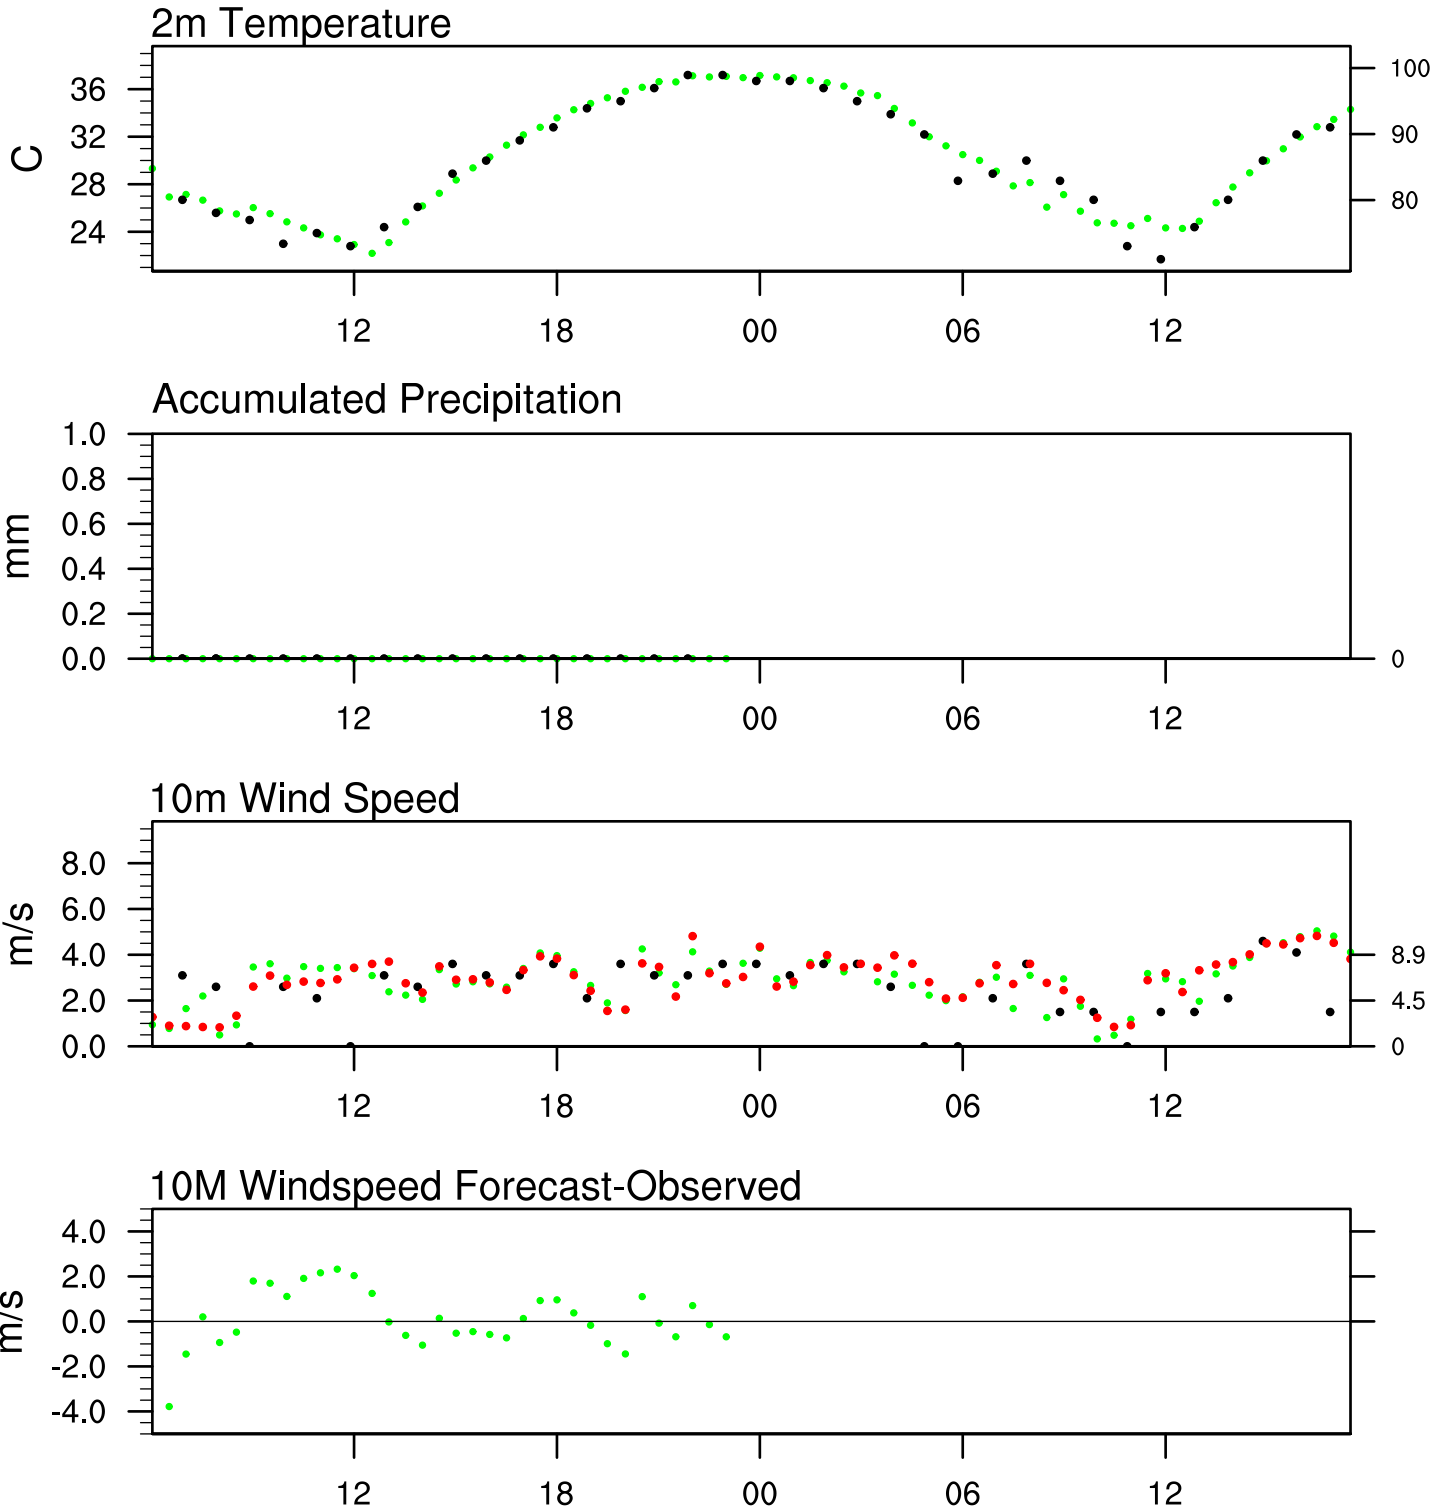 2m Temperature
C
36
32
28
24
100
90
80
12 18 00 06 12
Accumulated Precipitation
mm
1.0
0.8
0.6
0.4
0.2
0.0
0
12 18 00 06 12
10m Wind Speed
m/s
8.0
6.0
4.0
2.0
0.0
8.9
4.5
0
12 18 00 06 12
10M Windspeed Forecast-Observed
m/s
4.0
2.0
0.0
-2.0
-4.0
12 18 00 06 12